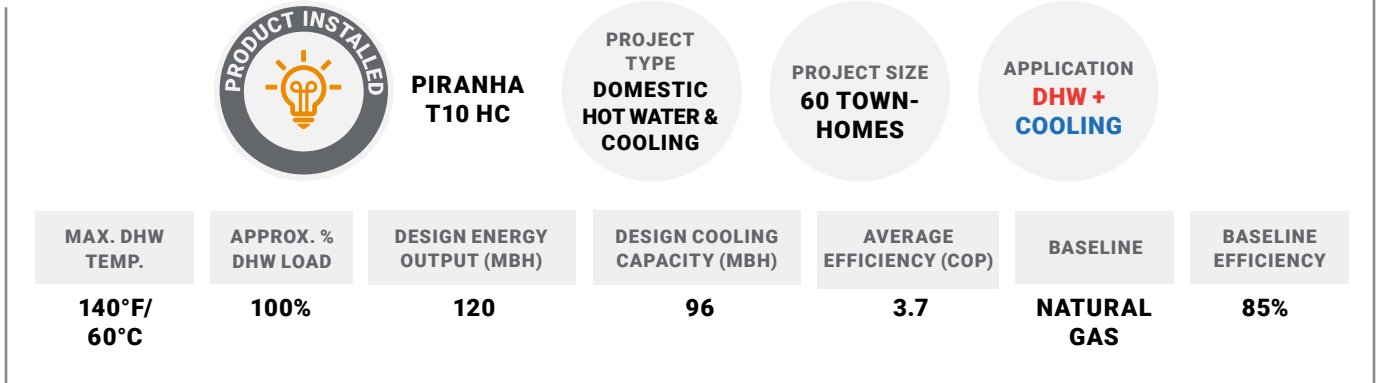 PRODUCT INSTALLED
PIRANHA
T10 HC
PROJECT
TYPE
DOMESTIC
HOT WATER &
COOLING
PROJECT SIZE
60 TOWN-
HOMES
APPLICATION
DHW +
COOLING
MAX. DHW
TEMP.
140°F/
60°C
APPROX. %
DHW LOAD
100%
DESIGN ENERGY
OUTPUT (MBH)
120
DESIGN COOLING
CAPACITY (MBH)
96
AVERAGE
EFFICIENCY (COP)
3.7
BASELINE
NATURAL
GAS
BASELINE
EFFICIENCY
85%